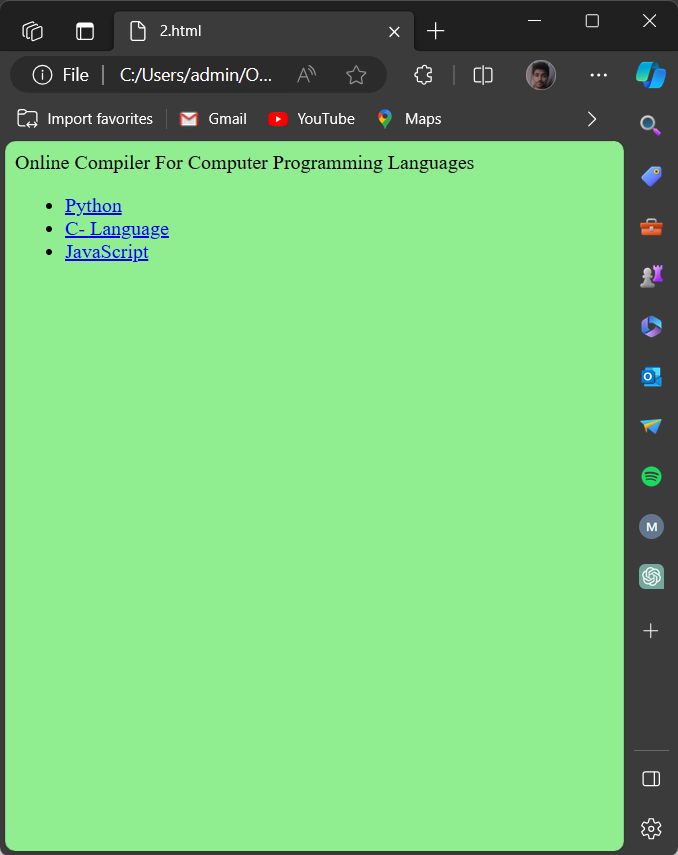 2.html
File
C:/Users/admin/O...
Import favorites
Gmail
YouTube
Maps
Online Compiler For Computer Programming Languages
Python
C- Language
JavaScript
M